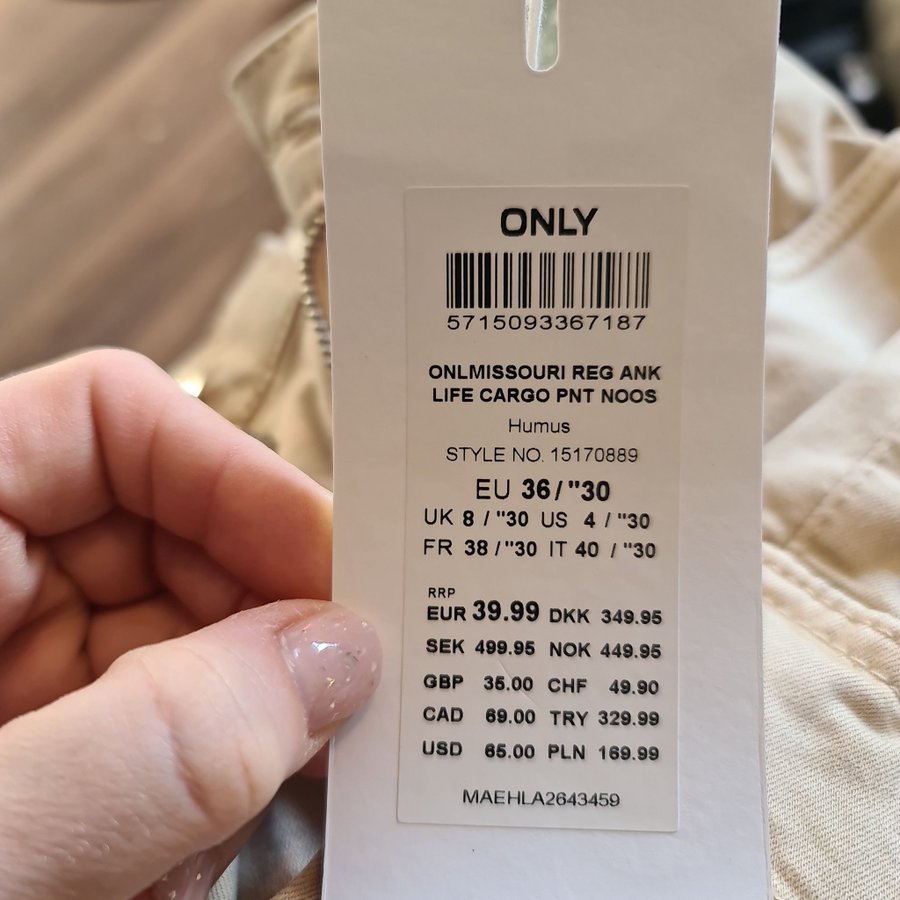 ONLY
5715093367187
ONLMISSOURI REG ANK
LIFE CARGO PNT NOOS
Humus
STYLE NO. 15170889
EU 36/"30
UK 8 / "30 US 4 / "30
FR 38/"30 IT 40 / "30
RRP
EUR 39.99 DKK 349.95
SEK 499.95 NOK 449.95
GBP 35.00 CHF 49.90
CAD 69.00 TRY 329.99
USD 65.00 PLN 169.99
MAEHLA2643459